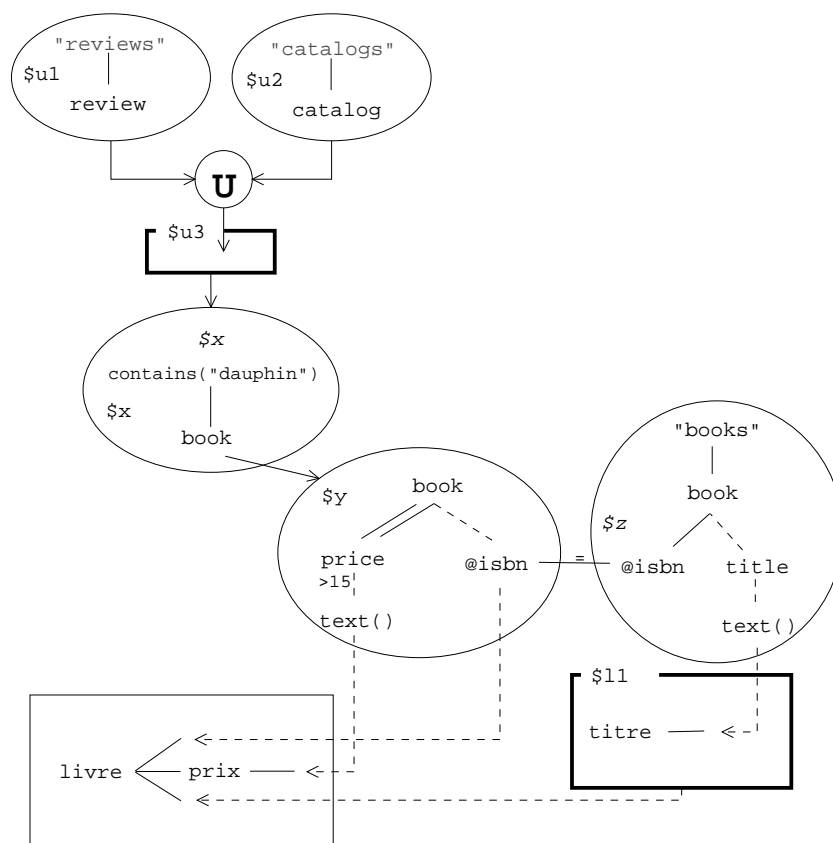 "reviews"
$u1
review
"catalogs"
$u2
catalog
U
$u3
$x
contains("dauphin")
$x
book
$y
book
price
>15
@isbn
text()
=
"books"
book
$z
@isbn
title
text()
$l1
titre
livre
prix